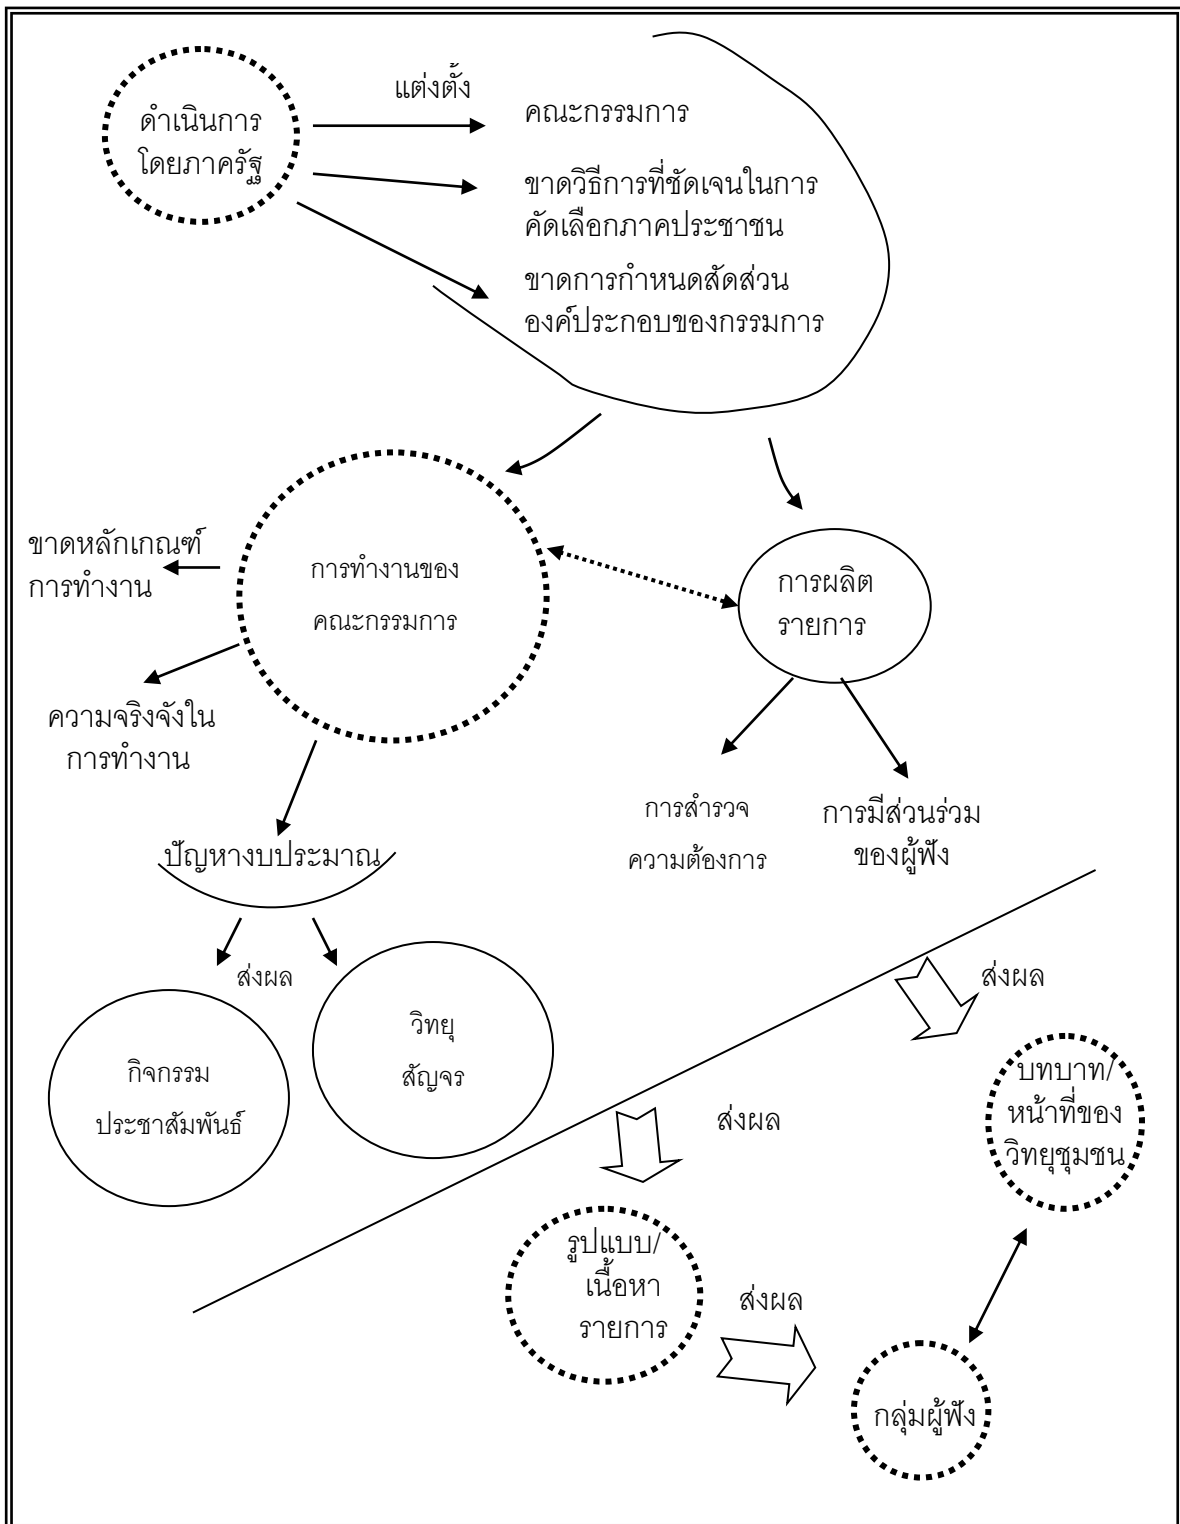 ดำเนินการ
โดยภาครัฐ
แต่งตั้ง
คณะกรรมการ
ขาดวิธีการที่ชัดเจนในการ
คัดเลือกภาคประชาชน
ขาดการกำหนดสัดส่วน
องค์ประกอบของกรรมการ
ขาดหลักเกณฑ์
การทำงาน
การทำงานของ
คณะกรรมการ
การผลิต
รายการ
ความจริงจังใน
การทำงาน
การสำรวจ
ความต้องการ
การมีส่วนร่วม
ของผู้ฟัง
ปัญหางบประมาณ
ส่งผล
กิจกรรม
ประชาสัมพันธ์
วิทยุ
สัญจร
ส่งผล
บทบาท/
หน้าที่ของ
วิทยุชุมชน
ส่งผล
รูปแบบ/
เนื้อหา
รายการ
ส่งผล
กลุ่มผู้ฟัง